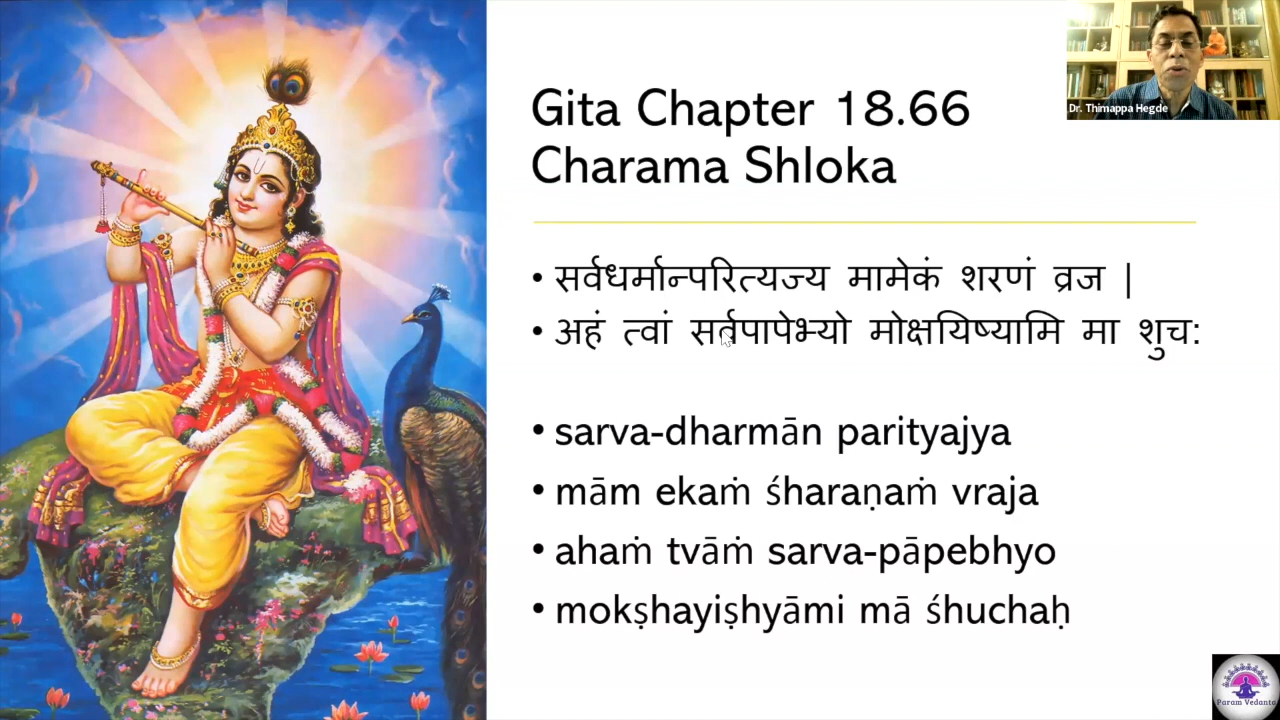 Gita Chapter 18.66
Charama Shloka
• सर्वधर्मान्परित्यज्य मामेकं शरणं व्रज |
• अहं त्वां सर्वपापेभ्यो मोक्षयिष्यामि मा शुच:
• sarva-dharmān parityajya
• mām ekaṁ śharaṇaṁ vraja
• ahaṁ tvāṁ sarva-pāpebhyo
• mokṣhayiṣhyāmi mā śhuchaḥ
Dr. Thimappa Hegde
Param Vedanta